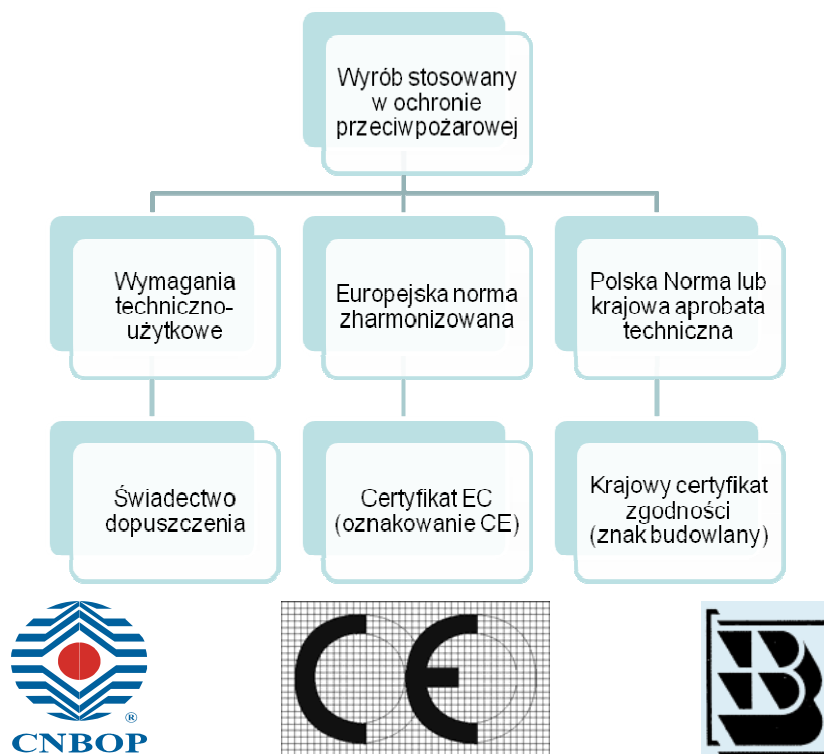 Wyrób stosowany
w ochronie
przeciwpożarowej
Wymagania
techniczno-
użytkowe
Europejska norma
zharmonizowana
Polska Norma lub
krajowa aprobata
techniczna
Świadectwo
dopuszczenia
Certyfikat EC
(oznakowanie CE)
Krajowy certyfikat
zgodności
(znak budowlany)
®
CNBOP
CE
B